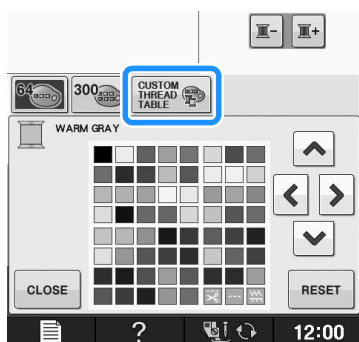 64
300
CUSTOM
THREAD
TABLE
WARM GRAY
CLOSE
RESET
?
12:00